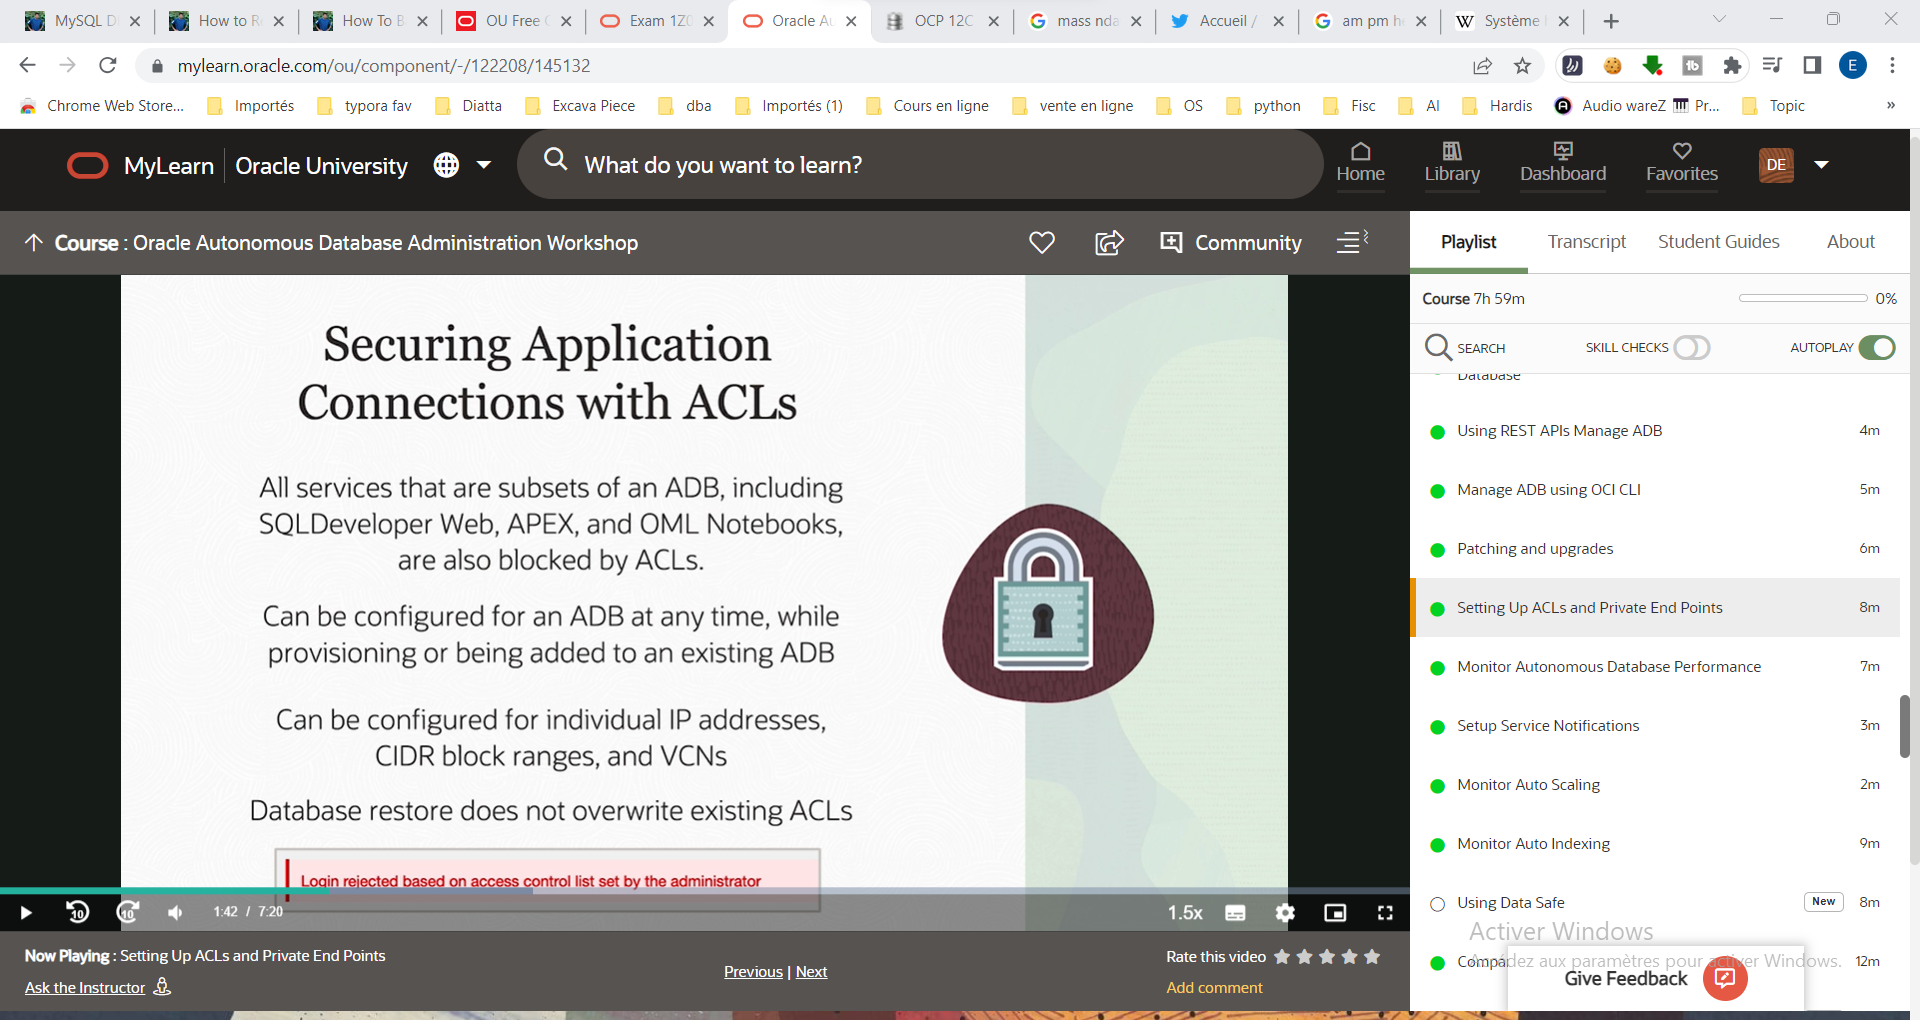 MySQL D
How to R
How To B
OU Free C
Exam 1Z0
Oracle Au
OCP 12C
mass nda
Accueil /
am pm h
Système
mylearn.oracle.com/ou/component/-/122208/145132
E
Chrome Web Store...
Importés
typora fav
Diatta
Excava Piece
dba
Importés (1)
Cours en ligne
vente en ligne
OS
python
Fisc
AI
Hardis
Audio wareZ
Pr...
Topic
»
MyLearn
Oracle University
What do you want to learn?
Home
Library
Dashboard
Favorites
DE
Course : Oracle Autonomous Database Administration Workshop
Community
Playlist
Transcript
Student Guides
About
Course 7h 59m
0%
SEARCH
SKILL CHECKS
AUTOPLAY
Securing Application
Connections with ACLs
All services that are subsets of an ADB, including
SQLDeveloper Web, APEX, and OML Notebooks,
are also blocked by ACLs.
Can be configured for an ADB at any time, while
provisioning or being added to an existing ADB
Can be configured for individual IP addresses,
CIDR block ranges, and VCNs
Database restore does not overwrite existing ACLs
Login rejected based on access control list set by the administrator
10
10
1:42 / 7:20
1.5x
Now Playing : Setting Up ACLs and Private End Points
Ask the Instructor
Previous | Next
Rate this video
Add comment
Database
Using REST APIs Manage ADB 4m
Manage ADB using OCI CLI 5m
Patching and upgrades 6m
Setting Up ACLs and Private End Points 8m
Monitor Autonomous Database Performance 7m
Setup Service Notifications 3m
Monitor Auto Scaling 2m
Monitor Auto Indexing 9m
Using Data Safe New 8m
Activer Windows
aux paramètres pour activer Windows.
12m
Give Feedback